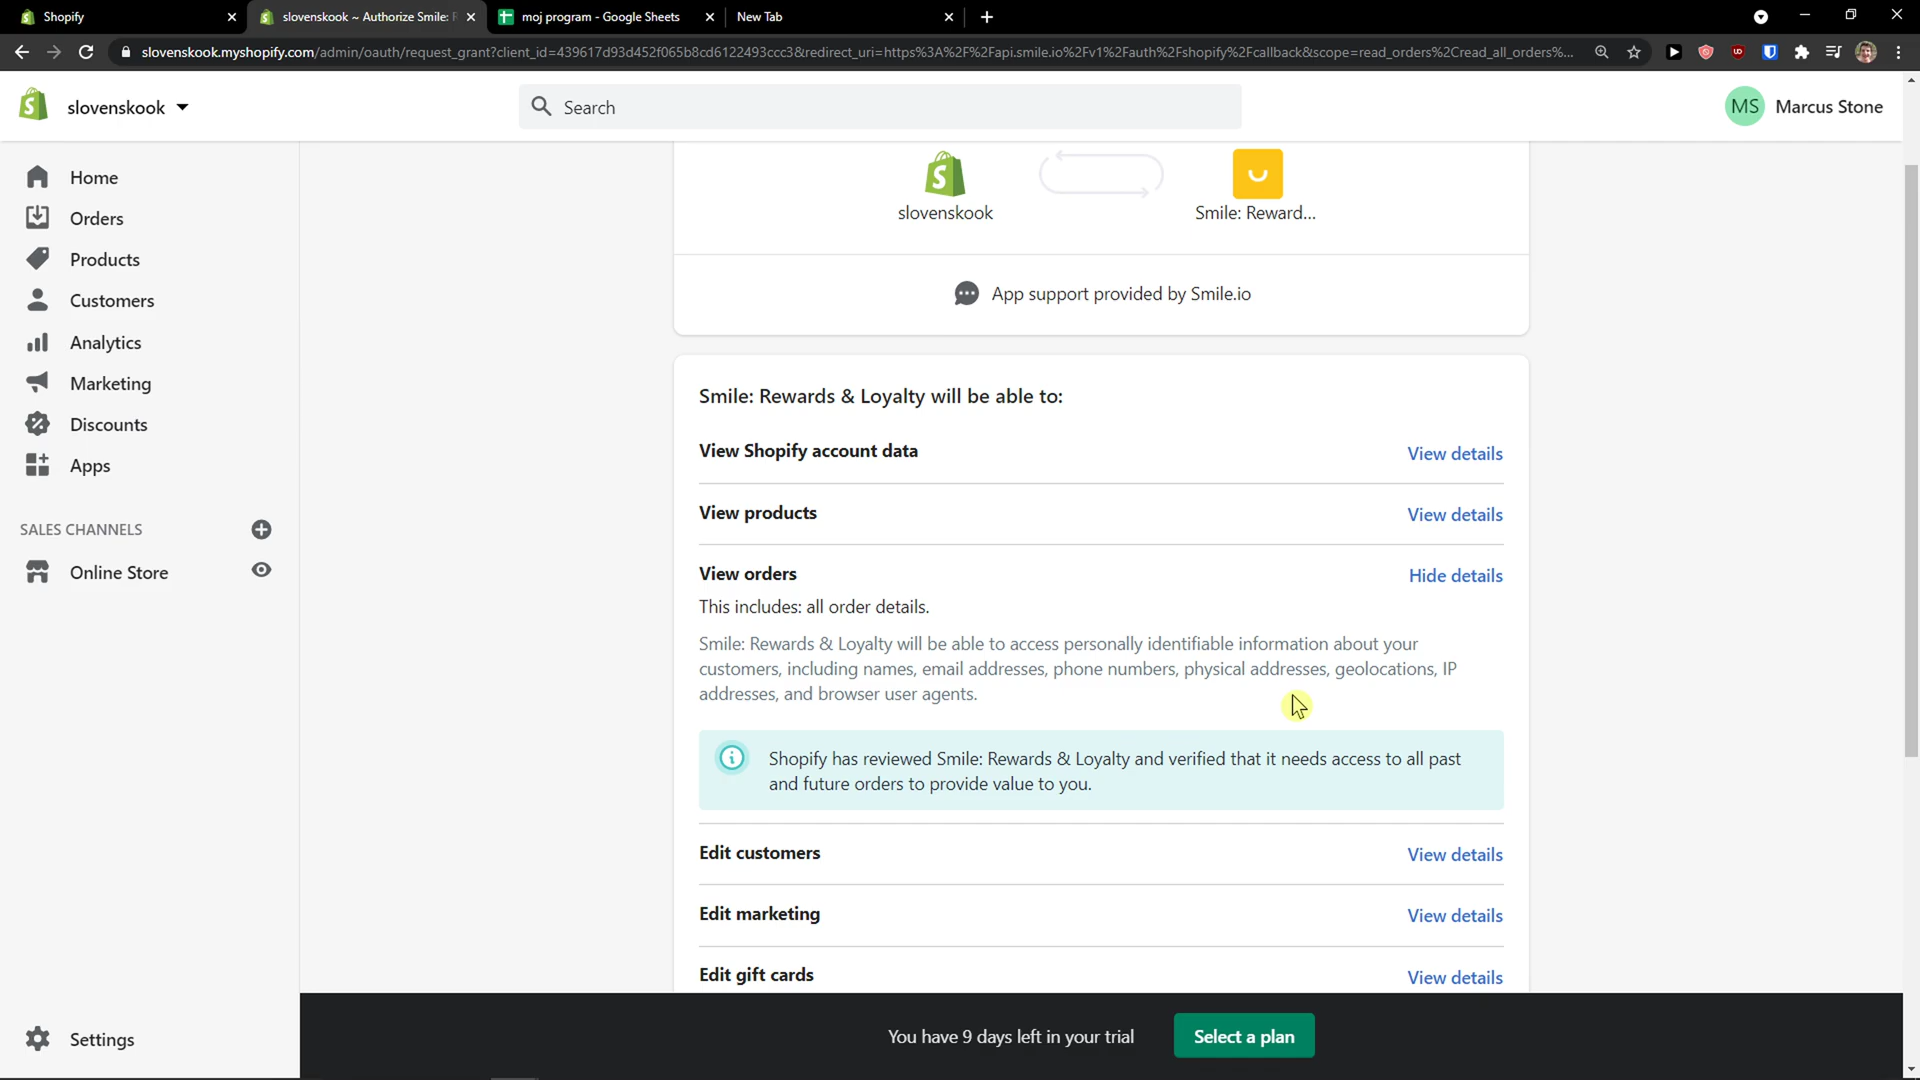 Shopify
slovenskook ~ Authorize Smile: R
moj program - Google Sheets
New Tab
slovenskook.myshopify.com/admin/oauth/request_grant?client_id=439617d93d452f065b8cd6122493ccc3&redirect_uri=https%3A%2F%2Fapi.smile.io%2Fv1%2Fauth%2Fshopify%2Fcallback&scope=read_orders%2Cread_all_orders%...
slovenskook
Search
MS
Marcus Stone
Home
Orders
Products
Customers
Analytics
Marketing
Discounts
Apps
SALES CHANNELS
Online Store
Settings
slovenskook
Smile: Reward...
App support provided by Smile.io
Smile: Rewards & Loyalty will be able to:
View Shopify account data
View details
View products
View details
View orders
Hide details
This includes: all order details.
Smile: Rewards & Loyalty will be able to access personally identifiable information about your
customers, including names, email addresses, phone numbers, physical addresses, geolocations, IP
addresses, and browser user agents.
Shopify has reviewed Smile: Rewards & Loyalty and verified that it needs access to all past
and future orders to provide value to you.
Edit customers
View details
Edit marketing
View details
Edit gift cards
View details
You have 9 days left in your trial
Select a plan